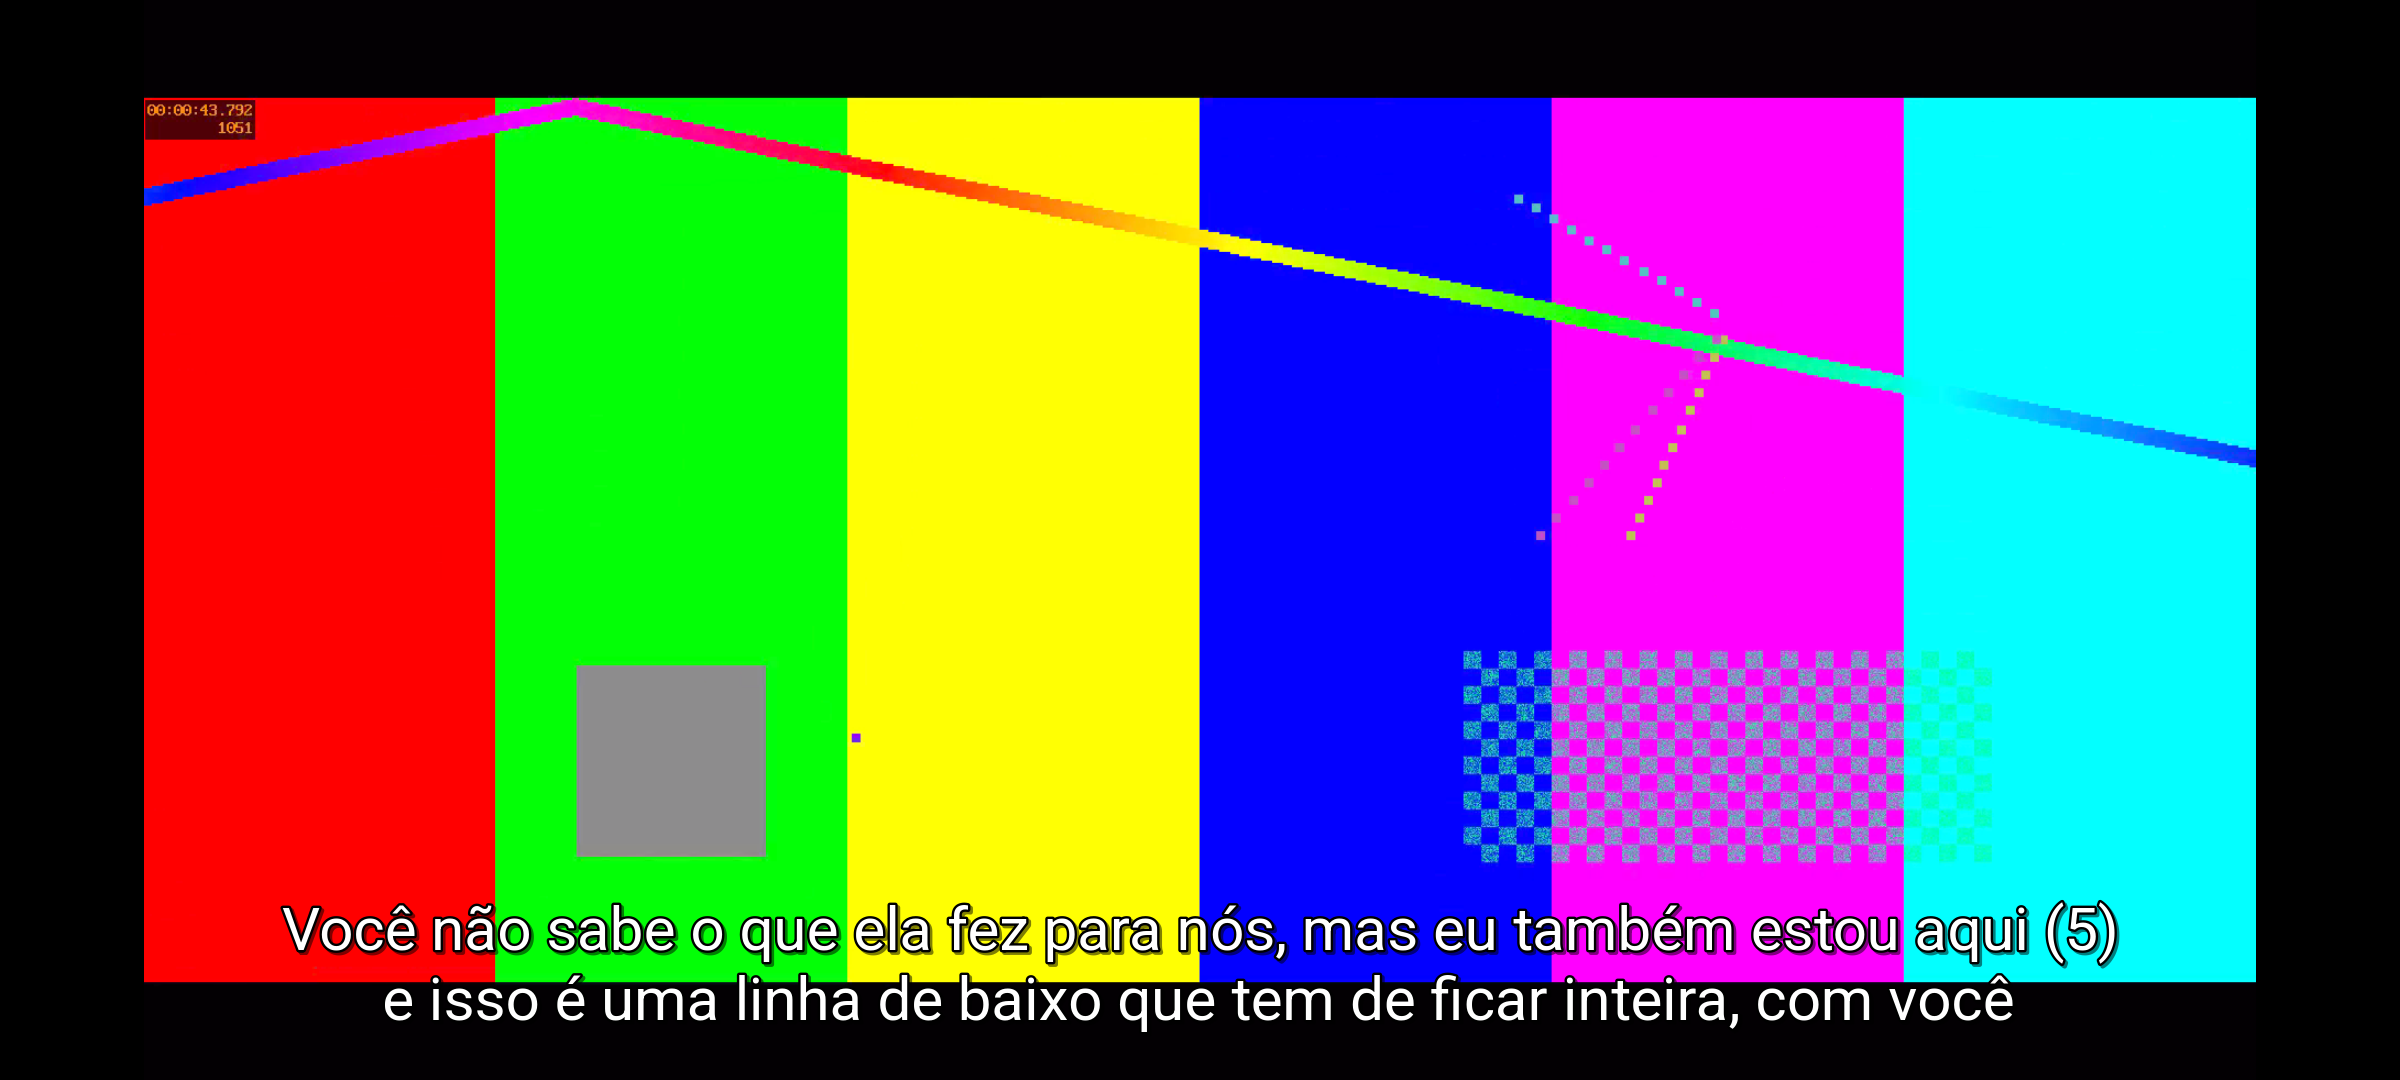 00:00:43.792
1051
Você não sabe o que ela fez para nós, mas eu também estou aqui (5)
e isso é uma linha de baixo que tem de ficar inteira, com você